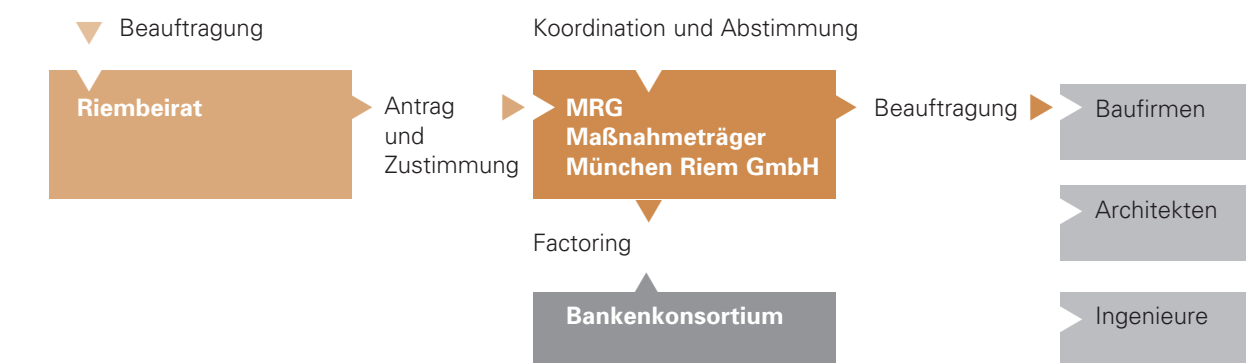 Beauftragung
Koordination und Abstimmung
Riembeirat
Antrag
und
Zustimmung
MRG
Maßnahmeträger
München Riem GmbH
Beauftragung
Baufirmen
Architekten
Factoring
Bankenkonsortium
Ingenieure